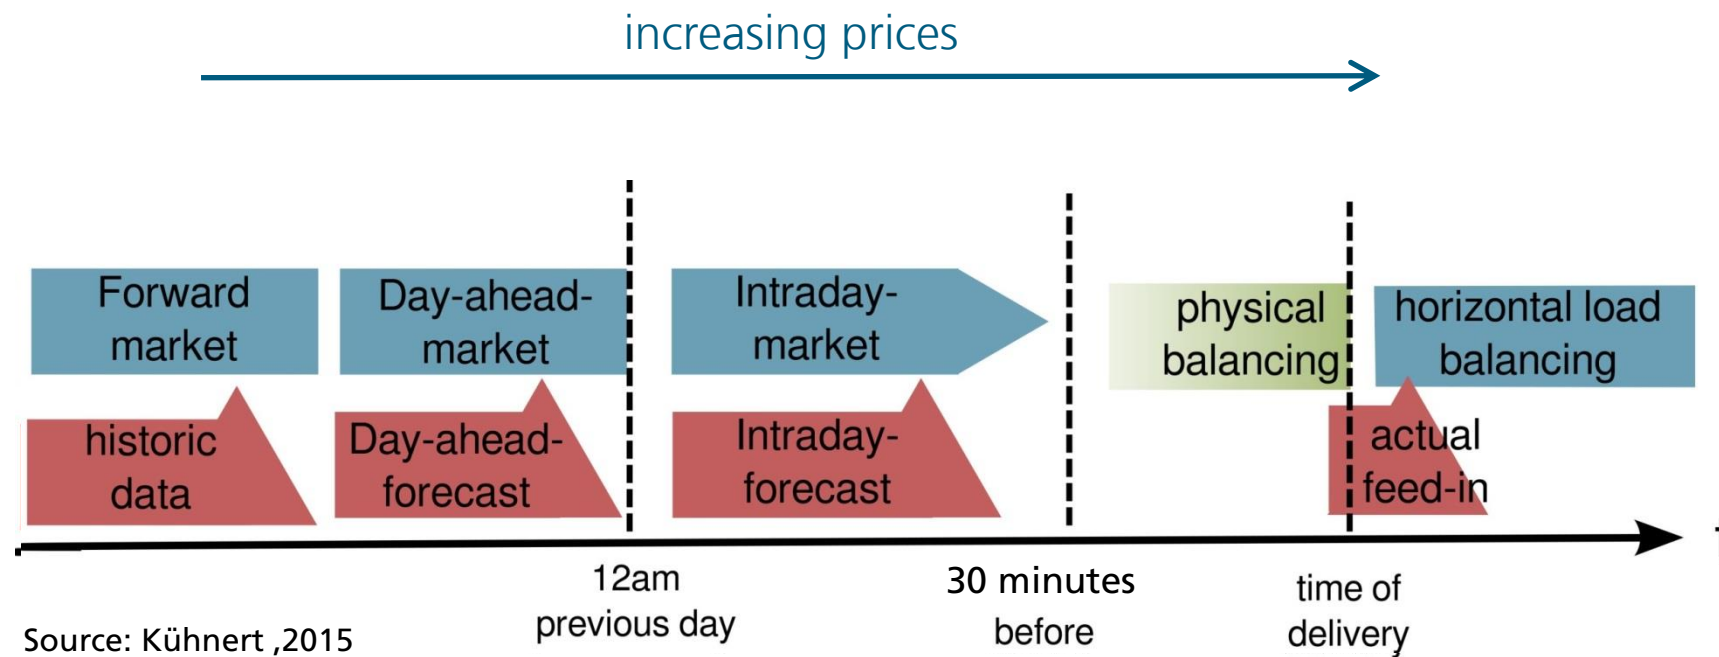 increasing prices
Forward
market
Day-ahead-
market
Intraday-
market
physical
balancing
horizontal load
balancing
historic
data
Day-ahead-
forecast
Intraday-
forecast
actual
feed-in
12am
previous day
30 minutes
before
time of
delivery
Source: Kühnert ,2015